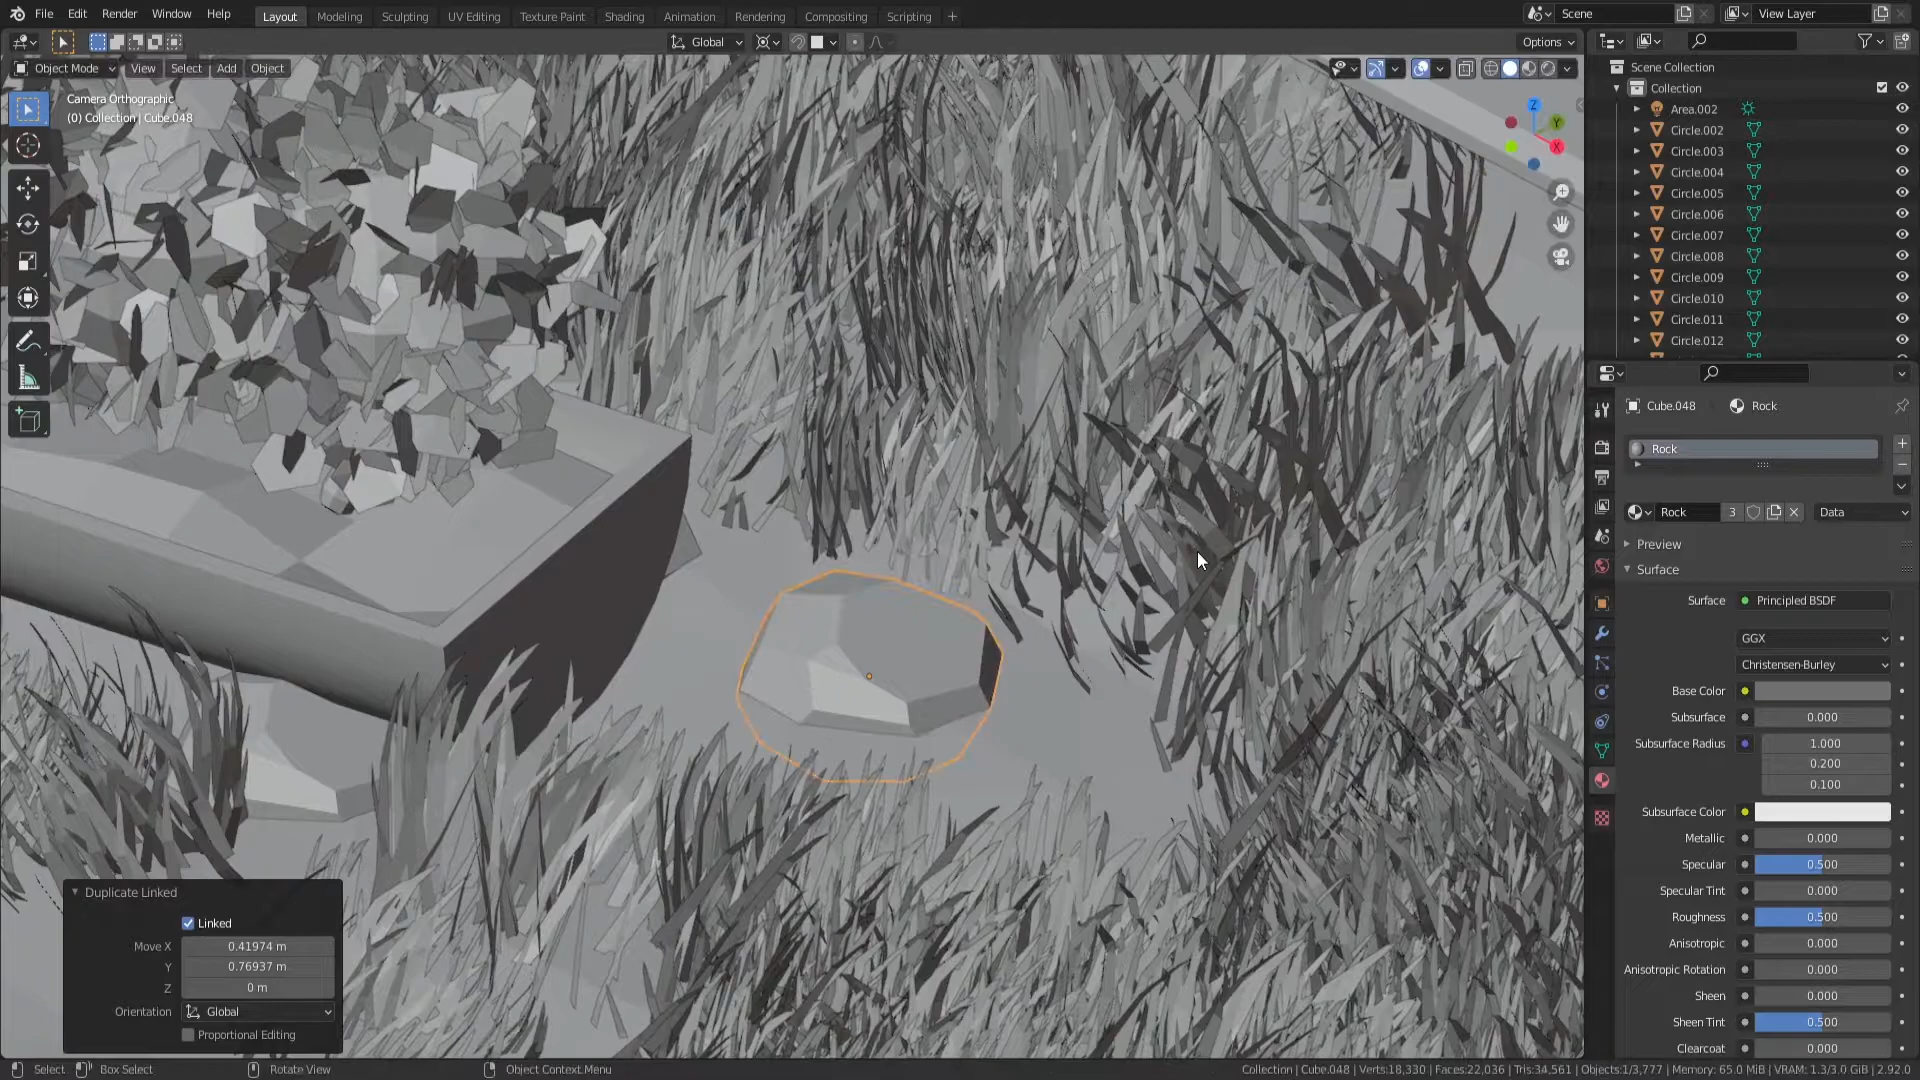 File Edit Render Window Help Layout Modeling Sculpting UV Editing Texture Paint Shading Animation Rendering Compositing Scripting + Scene View Layer
Global Options
Object Mode View Select Add Object
Camera Orthographic
(0) Collection | Cube.048
Z
Y
X
Scene Collection
Collection
Area.002
Circle.002
Circle.003
Circle.004
Circle.005
Circle.006
Circle.007
Circle.008
Circle.009
Circle.010
Circle.011
Circle.012
Cube.048 Rock
Rock
Rock 3 Data
Preview
Surface
Surface Principled BSDF
GGX
Christensen-Burley
Base Color
Subsurface 0.000
Subsurface Radius 1.000
0.200
0.100
Subsurface Color
Metallic 0.000
Specular 0.500
Specular Tint 0.000
Roughness 0.500
Anisotropic 0.000
Anisotropic Rotation 0.000
Sheen 0.000
Sheen Tint 0.500
Clearcoat 0.000
Duplicate Linked
Linked
Move X 0.41974 m
Y 0.76937 m
Z 0 m
Orientation Global
Proportional Editing
Select Box Select Rotate View Object Context Menu Collection | Cube.048 | Verts:18,330 | Faces:22,036 | Tris:34,561 | Objects:1/3,777 | Memory: 65.0 MiB | VRAM: 1.3/3.0 GiB | 2.92.0